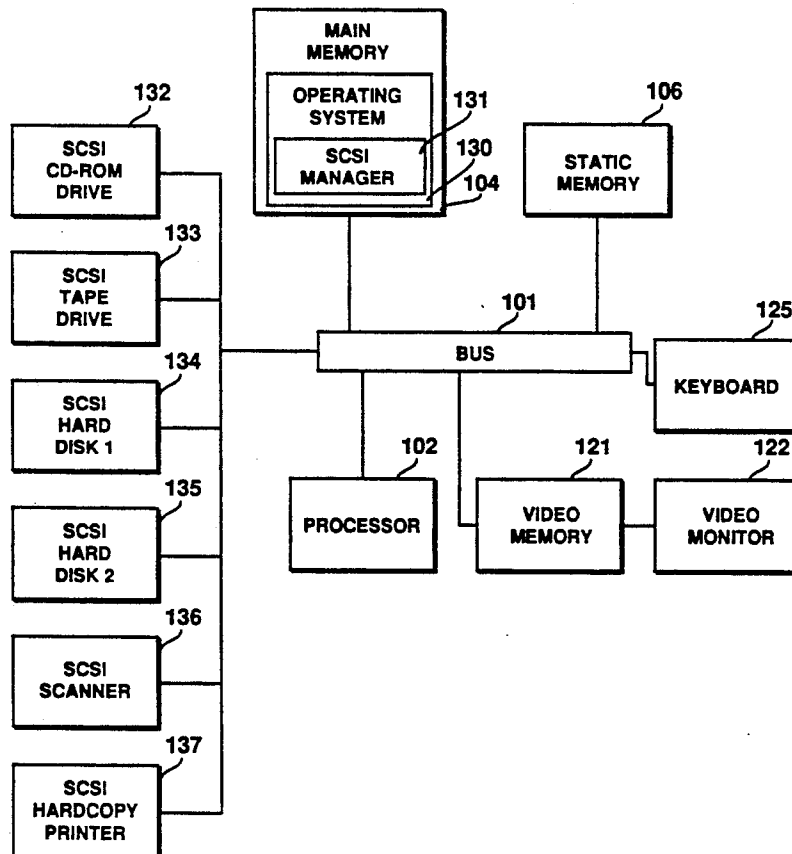 MAIN
MEMORY
OPERATING
SYSTEM
131
SCSI
MANAGER
130
104
106
STATIC
MEMORY
132
SCSI
CD-ROM
DRIVE
133
SCSI
TAPE
DRIVE
134
SCSI
HARD
DISK 1
135
SCSI
HARD
DISK 2
136
SCSI
SCANNER
137
SCSI
HARDCOPY
PRINTER
101
BUS
125
KEYBOARD
102
PROCESSOR
121
VIDEO
MEMORY
122
VIDEO
MONITOR